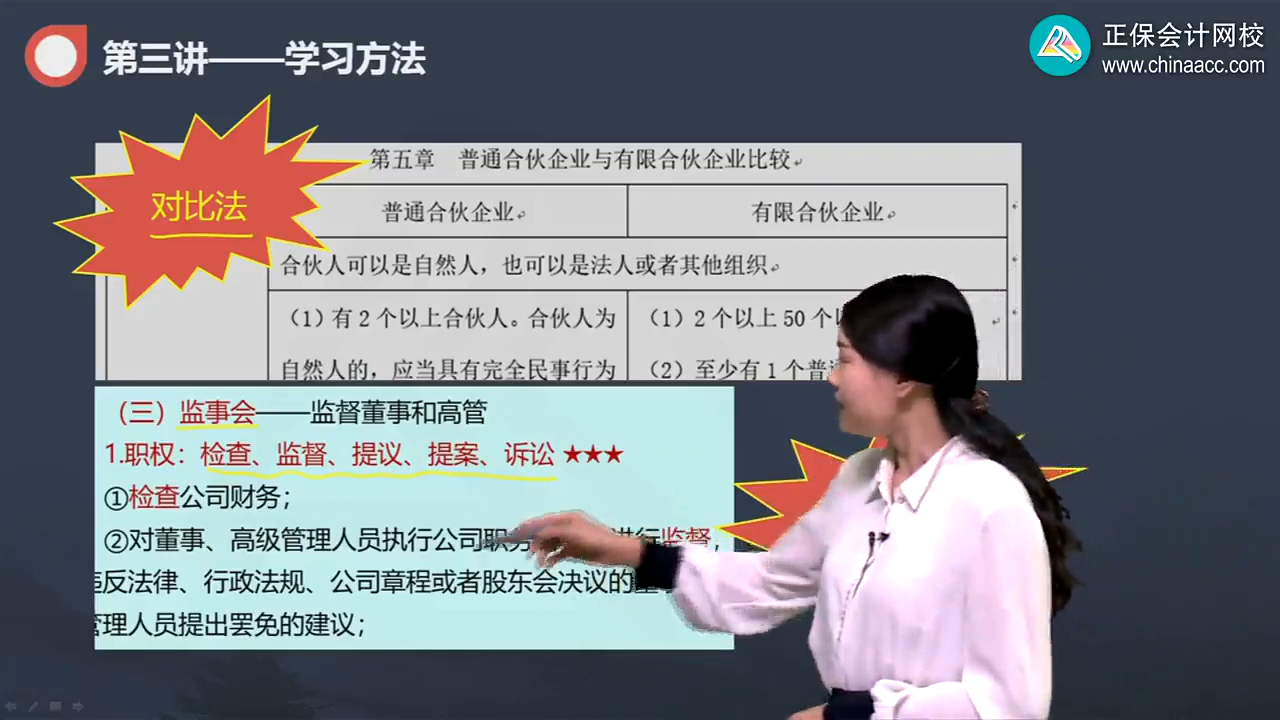 第三讲——学习方法
正保会计网校
www.chinaacc.com
对比法
第五章 普通合伙企业与有限合伙企业比较
普通合伙企业
有限合伙企业
合伙人可以是自然人，也可以是法人或者其他组织
（1）有 2 个以上合伙人。合伙人为
自然人的，应当具有完全民事行为
（1）2 个以上 50 个
（2）至少有 1 个普
（三）监事会——监督董事和高管
1.职权：检查、监督、提议、提案、诉讼 ★★★
①检查公司财务；
②对董事、高级管理人员执行公司职 进行监督；
违反法律、行政法规、公司章程或者股东会决议的
管理人员提出罢免的建议；